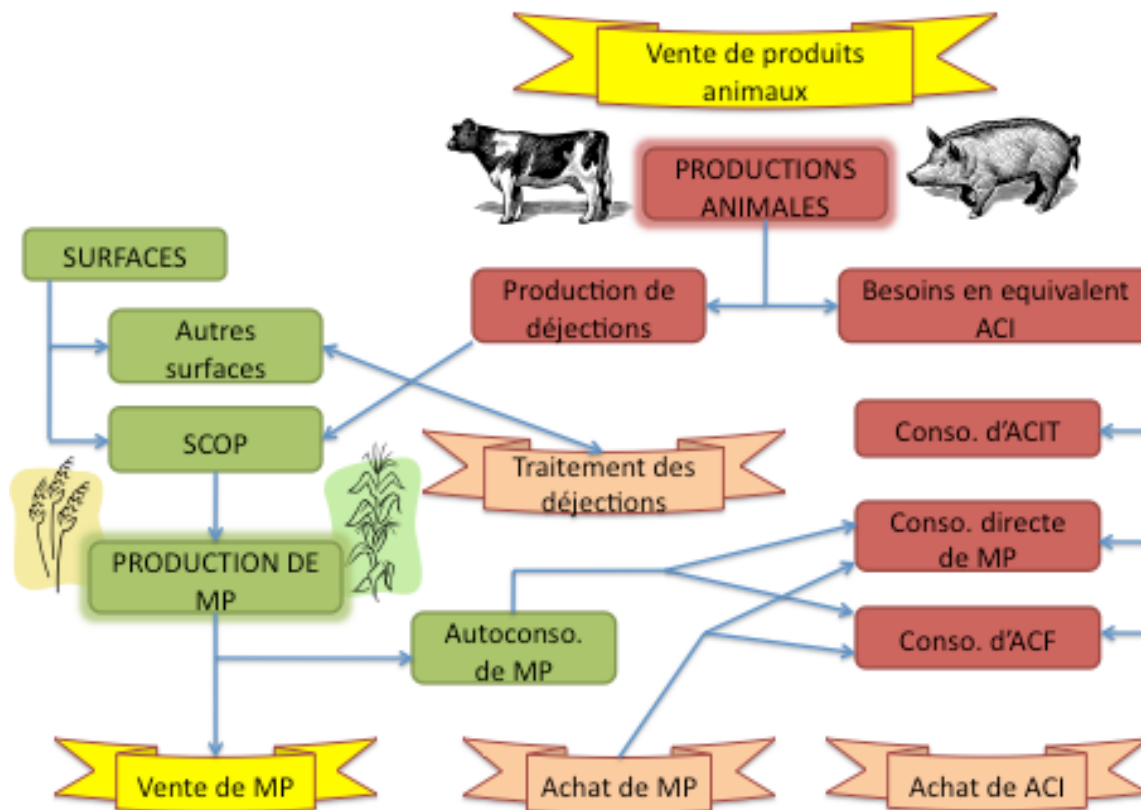 Vente de produits
animaux
PRODUCTIONS
ANIMALES
SURFACES
Production de
déjections
Besoins en equivalent
ACI
Autres
surfaces
SCOP
Traitement des
déjections
Conso. d'ACIT
Conso. directe
de MP
PRODUCTION DE
MP
Autoconso.
de MP
Conso. d'ACF
Vente de MP
Achat de MP
Achat de ACI